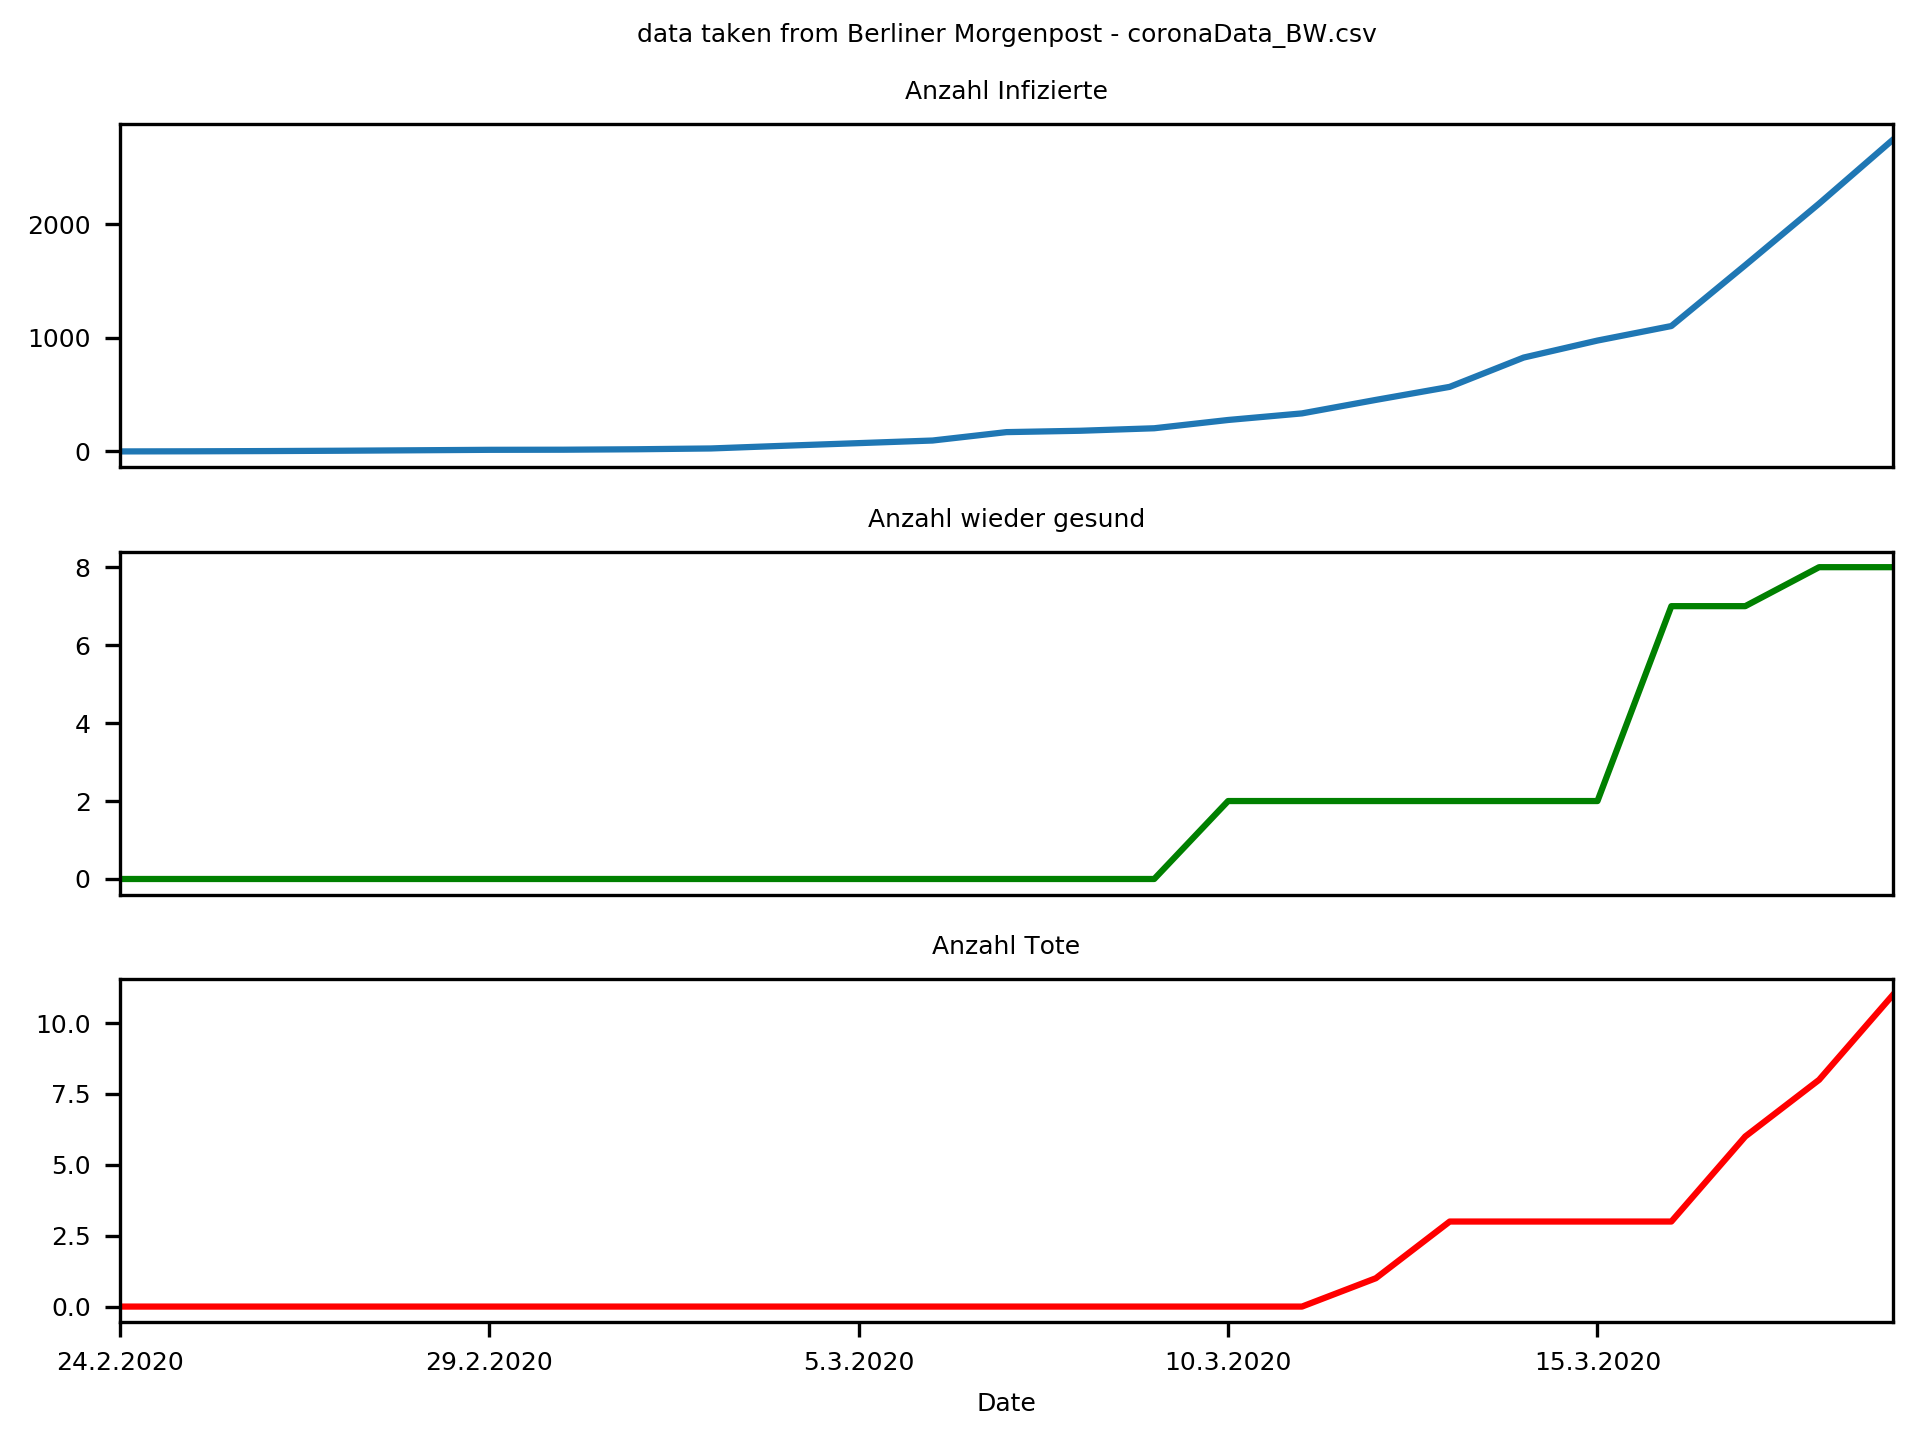 data taken from Berliner Morgenpost - coronaData_BW.csv
Anzahl Infizierte
2000
1000
0
Anzahl wieder gesund
8
6
4
2
0
Anzahl Tote
10.0
7.5
5.0
2.5
0.0
24.2.2020 29.2.2020 5.3.2020 10.3.2020 15.3.2020
Date